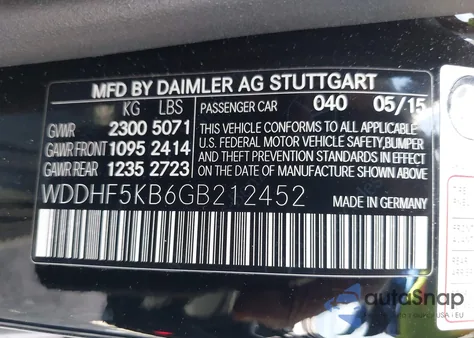 MFD BY DAIMLER AG STUTTGART
KG LBS PASSENGER CAR 040 05/15
GVWR 2300 5071
GAWR FRONT 1095 2414
GAWR REAR 1235 2723
THIS VEHICLE CONFORMS TO ALL APPLICABLE
U.S. FEDERAL MOTOR VEHICLE SAFETY,BUMPER
AND THEFT PREVENTION STANDARDS IN EFFECT
ON THE DATE OF MANUFACTURE SHOWN ABOVE
WDDHF5KB6GB212452
MADE IN GERMANY
autoSnap